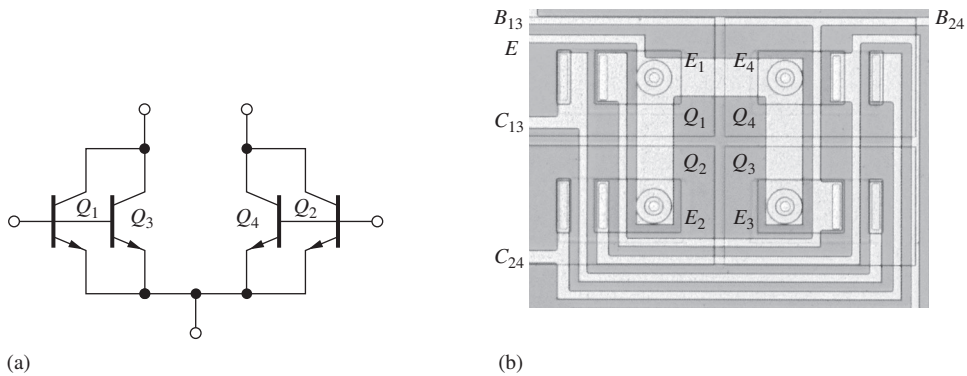 Q1 Q3 Q4 Q2
(a)
B13 B24
E
E1 E4
C13 Q1 Q4
Q2 Q3
E2 E3
C24
(b)